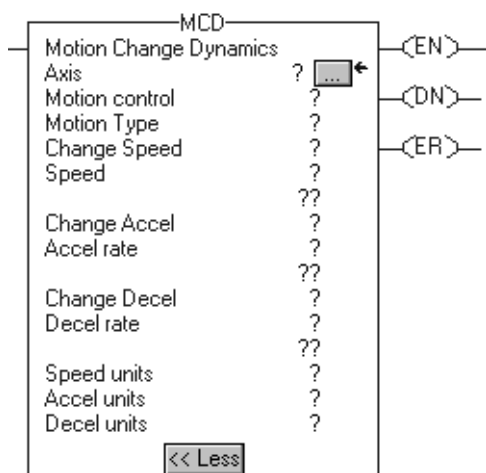 MCD
Motion Change Dynamics (EN)
Axis ? ...
Motion control ? (DN)
Motion Type ?
Change Speed ? (ER)
Speed ?
??
Change Accel ?
Accel rate ?
??
Change Decel ?
Decel rate ?
??
Speed units ?
Accel units ?
Decel units ?
<< Less